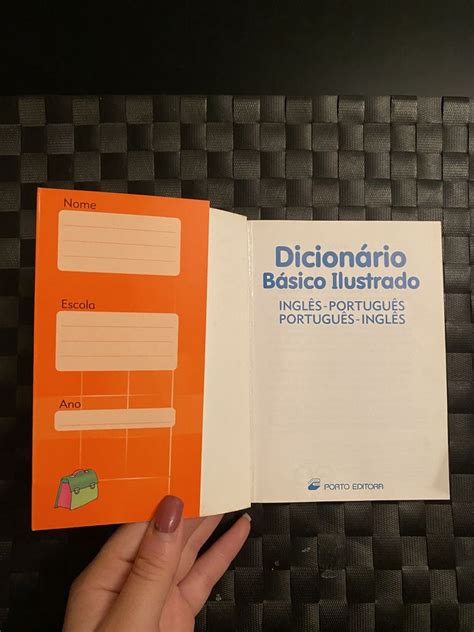 Nome
Escola
Ano
Dicionário
Básico Ilustrado
INGLÊS-PORTUGUÊS
PORTUGUÊS-INGLÊS
PORTO EDITORA